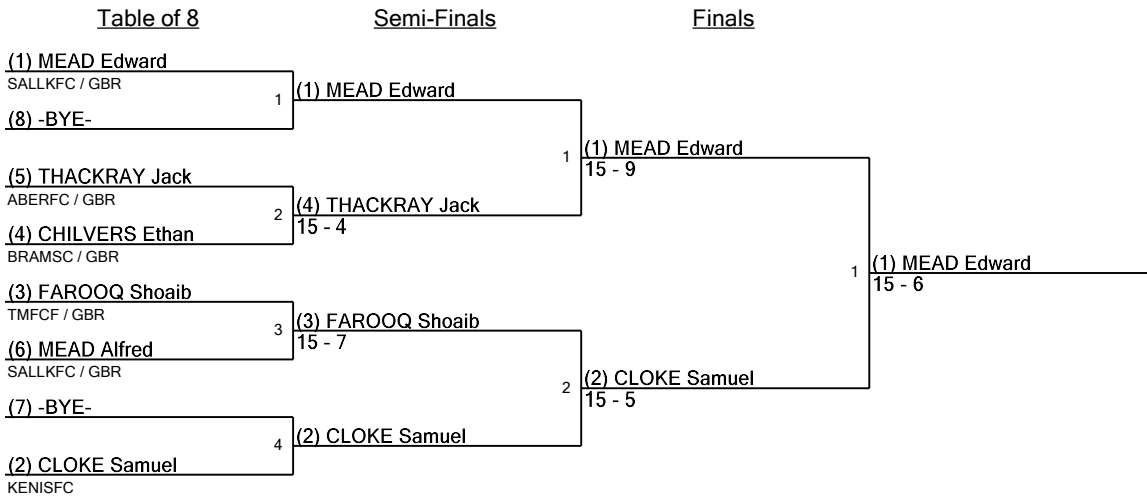 Table of 8
Semi-Finals
Finals
(1) MEAD Edward
SALLKFC / GBR
(8) -BYE-
(5) THACKRAY Jack
ABERFC / GBR
(4) CHILVERS Ethan
BRAMSC / GBR
(3) FAROOQ Shoaib
TMFCF / GBR
(6) MEAD Alfred
SALLKFC / GBR
(7) -BYE-
(2) CLOKE Samuel
KENISFC
1
(1) MEAD Edward
2
(4) THACKRAY Jack
15 - 4
3
(3) FAROOQ Shoaib
15 - 7
4
(2) CLOKE Samuel
1
(1) MEAD Edward
15 - 9
2
(2) CLOKE Samuel
15 - 5
1
(1) MEAD Edward
15 - 6